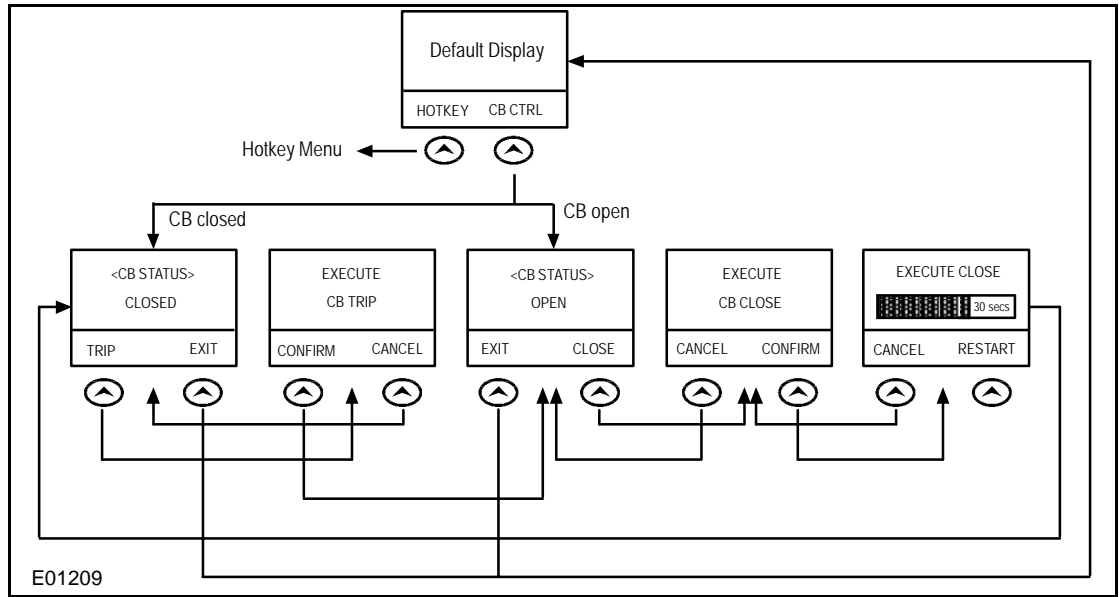 Default Display
HOTKEY CB CTRL
Hotkey Menu
CB closed
CB open
<CB STATUS>
CLOSED
TRIP EXIT
EXECUTE
CB TRIP
CONFIRM CANCEL
<CB STATUS>
OPEN
EXIT CLOSE
EXECUTE
CB CLOSE
CANCEL CONFIRM
EXECUTE CLOSE
30 secs
CANCEL RESTART
E01209